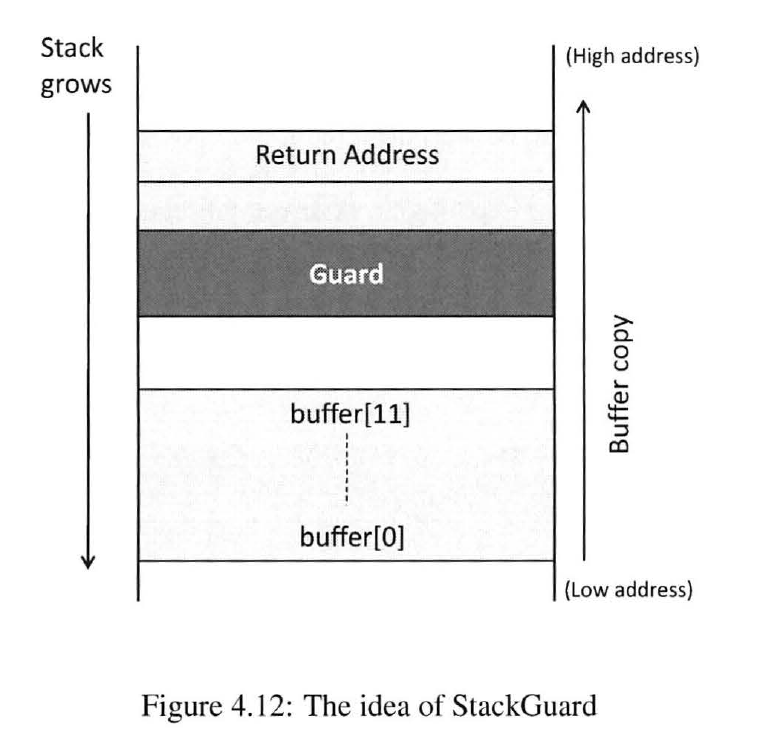 Stack
grows
(High address)
Return Address
Guard
Buffer copy
buffer[11]
buffer[0]
(Low address)
Figure 4.12: The idea of StackGuard